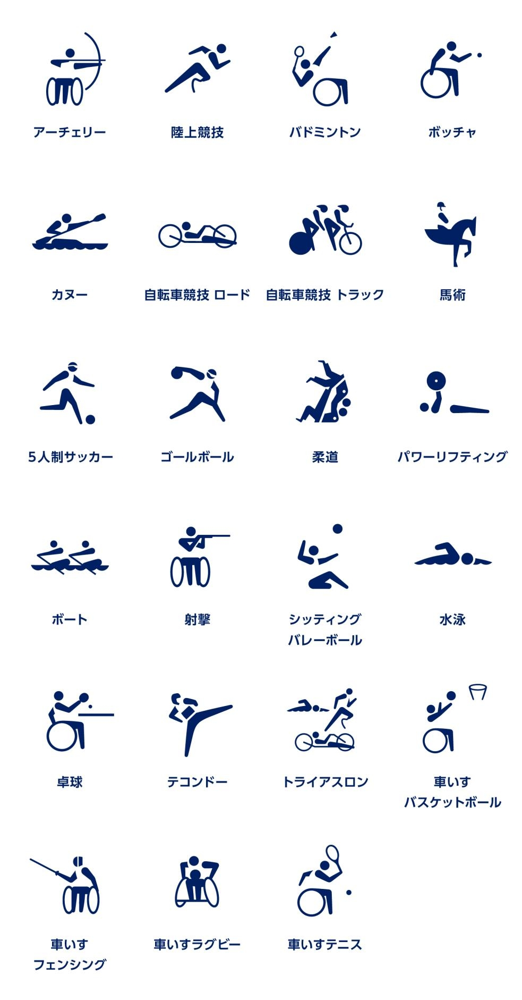 アーチェリー
陸上競技
バドミントン
ボッチャ
カヌー
自転車競技 ロード
自転車競技 トラック
馬術
5人制サッカー
ゴールボール
柔道
パワーリフティング
ボート
射撃
シッティング
バレーボール
水泳
卓球
テコンドー
トライアスロン
車いす
バスケットボール
車いす
フェンシング
車いすラグビー
車いすテニス